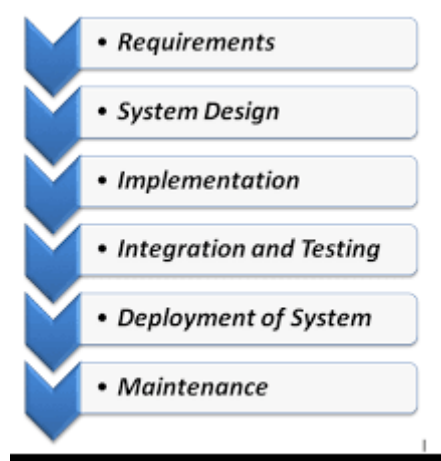 • Requirements
• System Design
• Implementation
• Integration and Testing
• Deployment of System
• Maintenance